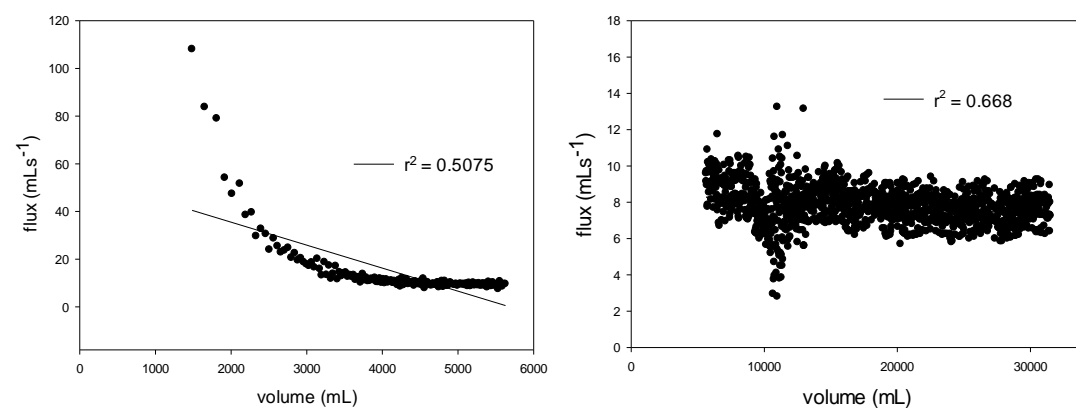 120
100
80
60
40
20
0
flux (mLs⁻¹)
r² = 0.5075
0 1000 2000 3000 4000 5000 6000
volume (mL)
18
16
14
12
10
8
6
4
2
0
flux (mLs⁻¹)
r² = 0.668
0 10000 20000 30000
volume (mL)